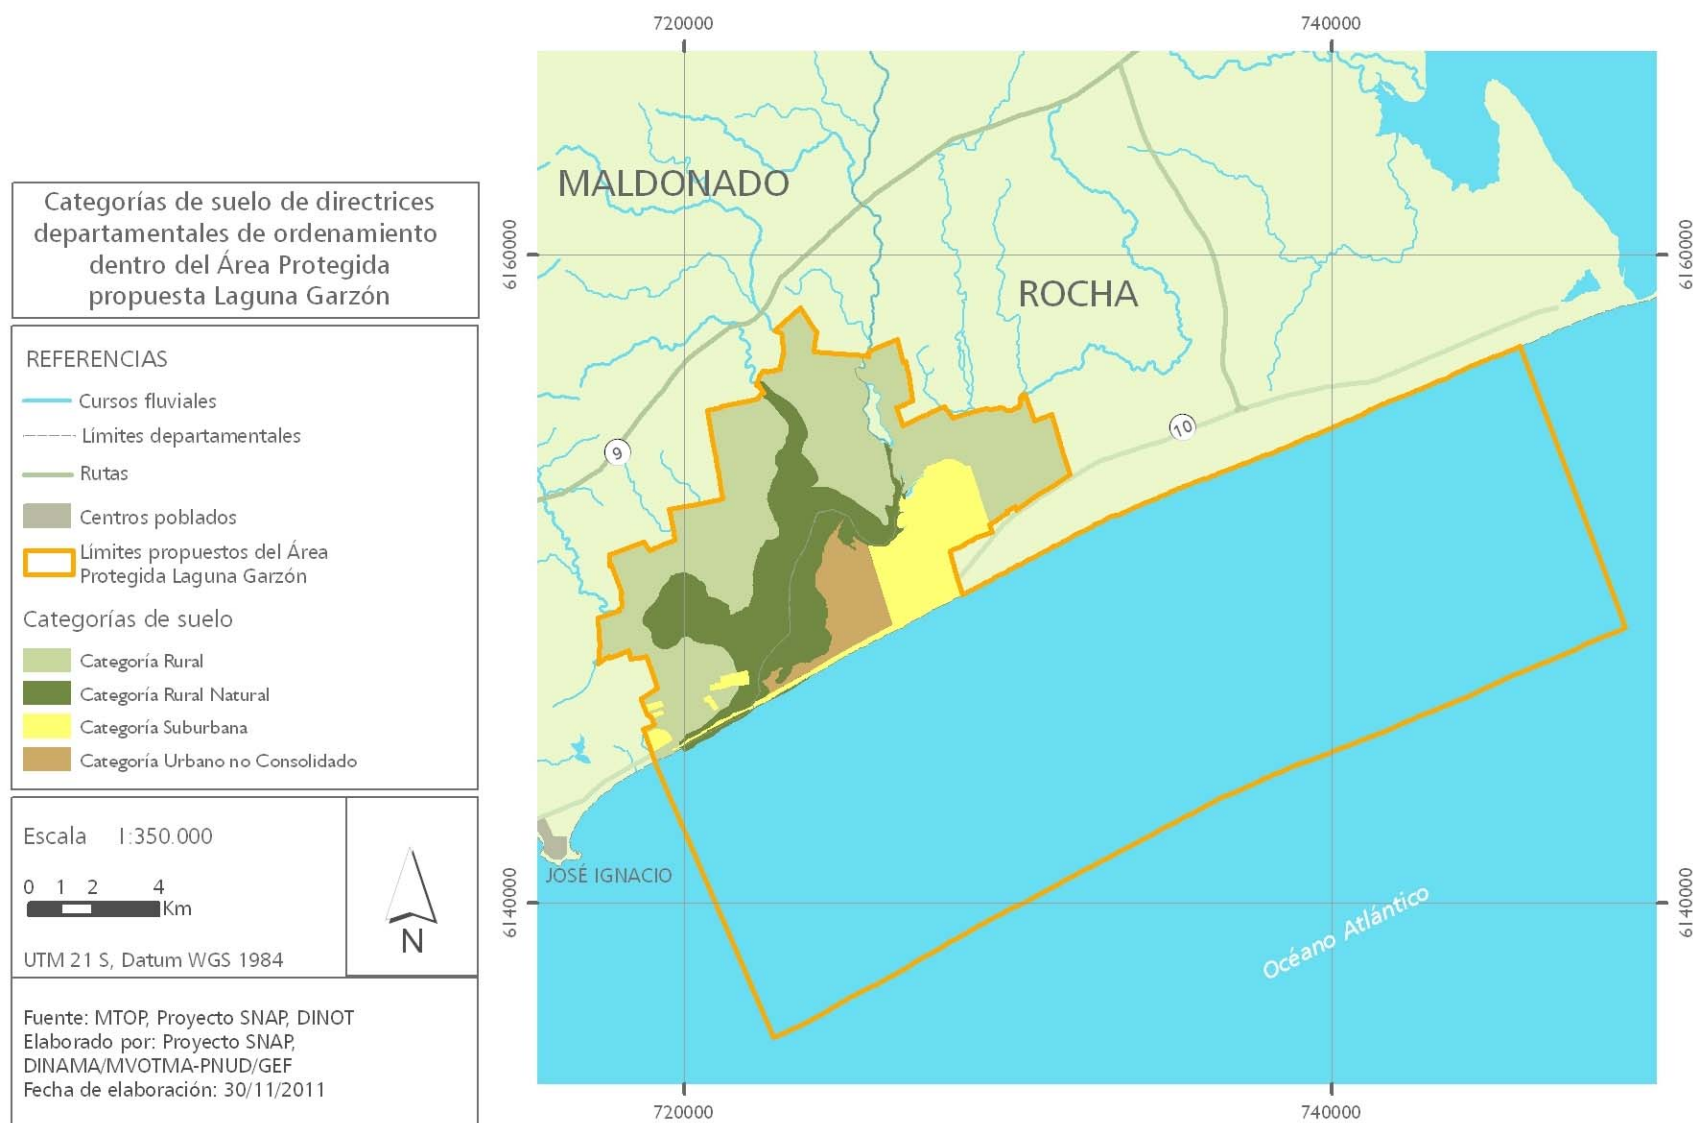 720000
740000
Categorías de suelo de directrices
departamentales de ordenamiento
dentro del Área Protegida
propuesta Laguna Garzón
REFERENCIAS
Cursos fluviales
Límites departamentales
Rutas
Centros poblados
Límites propuestos del Área
Protegida Laguna Garzón
Categorías de suelo
Categoría Rural
Categoría Rural Natural
Categoría Suburbana
Categoría Urbano no Consolidado
Escala 1:350.000
0 1 2 4
Km
N
UTM 21 S, Datum WGS 1984
Fuente: MTOP, Proyecto SNAP, DINOT
Elaborado por: Proyecto SNAP,
DINAMA/MVOTMA-PNUD/GEF
Fecha de elaboración: 30/11/2011
MALDONADO
6160000
6160000
ROCHA
10
9
JOSÉ IGNACIO
6140000
6140000
Océano Atlántico
720000
740000